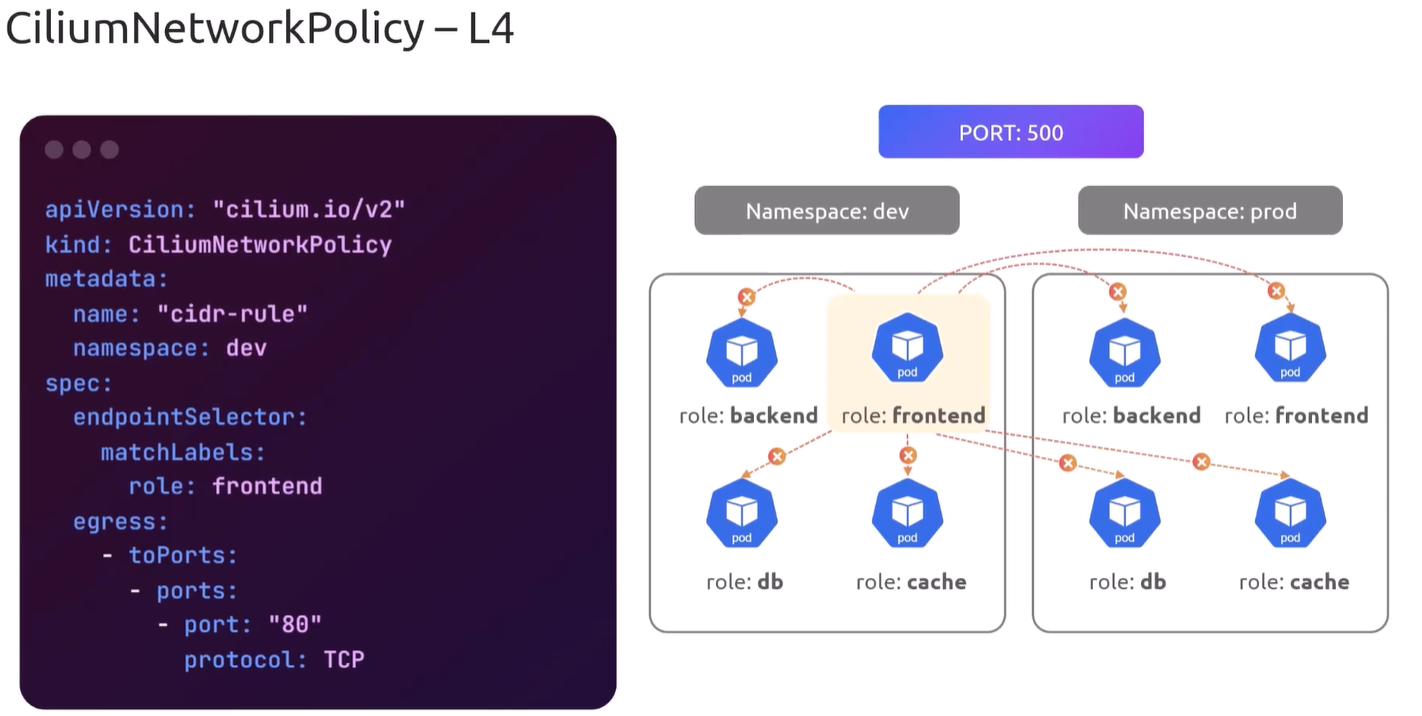 CiliumNetworkPolicy – L4
apiVersion: "cilium.io/v2"
kind: CiliumNetworkPolicy
metadata:
  name: "cidr-rule"
  namespace: dev
spec:
  endpointSelector:
    matchLabels:
      role: frontend
  egress:
    - toPorts:
      - ports:
        - port: "80"
          protocol: TCP
PORT: 500
Namespace: dev
Namespace: prod
pod
pod
pod
pod
role: backend
role: frontend
role: backend
role: frontend
pod
pod
pod
pod
role: db
role: cache
role: db
role: cache